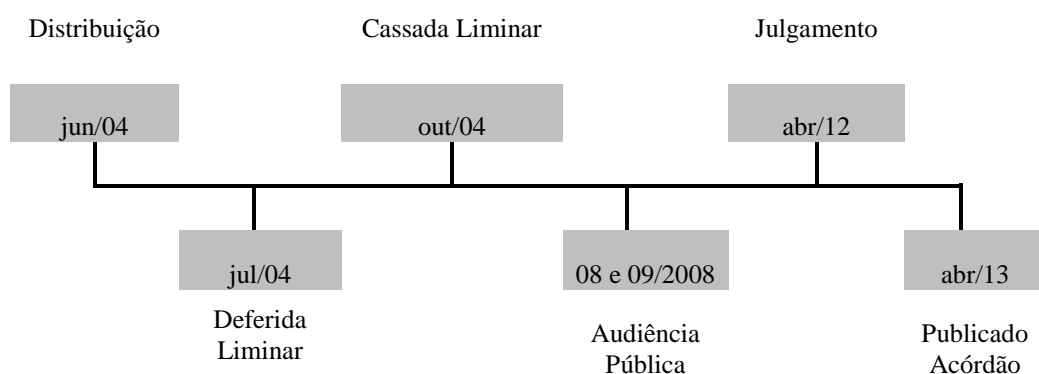 Distribuição
Cassada Liminar
Julgamento
jun/04
out/04
abr/12
jul/04
08 e 09/2008
abr/13
Deferida
Liminar
Audiência
Pública
Publicado
Acórdão